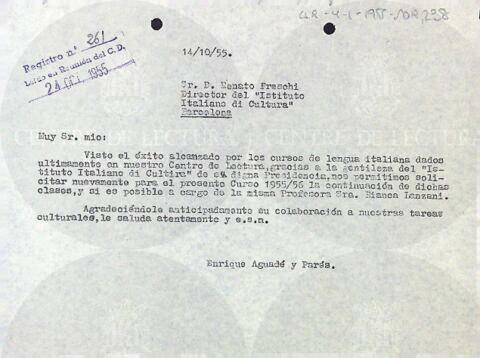 CLR-4-1-1955-NDR, 238
Registro n° 261
Leído en Reunión del C.D.
24 OCT. 1955
14/10/55.
Sr. D. Renato Freschi
Director del "Istituto
Italiano di Cultura"
Barcelona
Muy Sr. mio:
Visto el éxito alcanzado por los cursos de lengua italiana dados
ultimamente en nuestro Centro de Lectura,gracias a la gentileza del "Is-
tituto Italiano di Cultura" de su digna Presidencia,nos permitimos soli-
citar nuevamente para el presente Curso 1955/56 la continuación de dichas
clases,y si es posible a cargo de la misma Profesora Sra. Bianca Lanzani.
Agradeciéndole anticipadamente su colaboración a nuestras tareas
culturales,le saluda atentamente y e.s.m.
Enrique Aguadé y Parés.